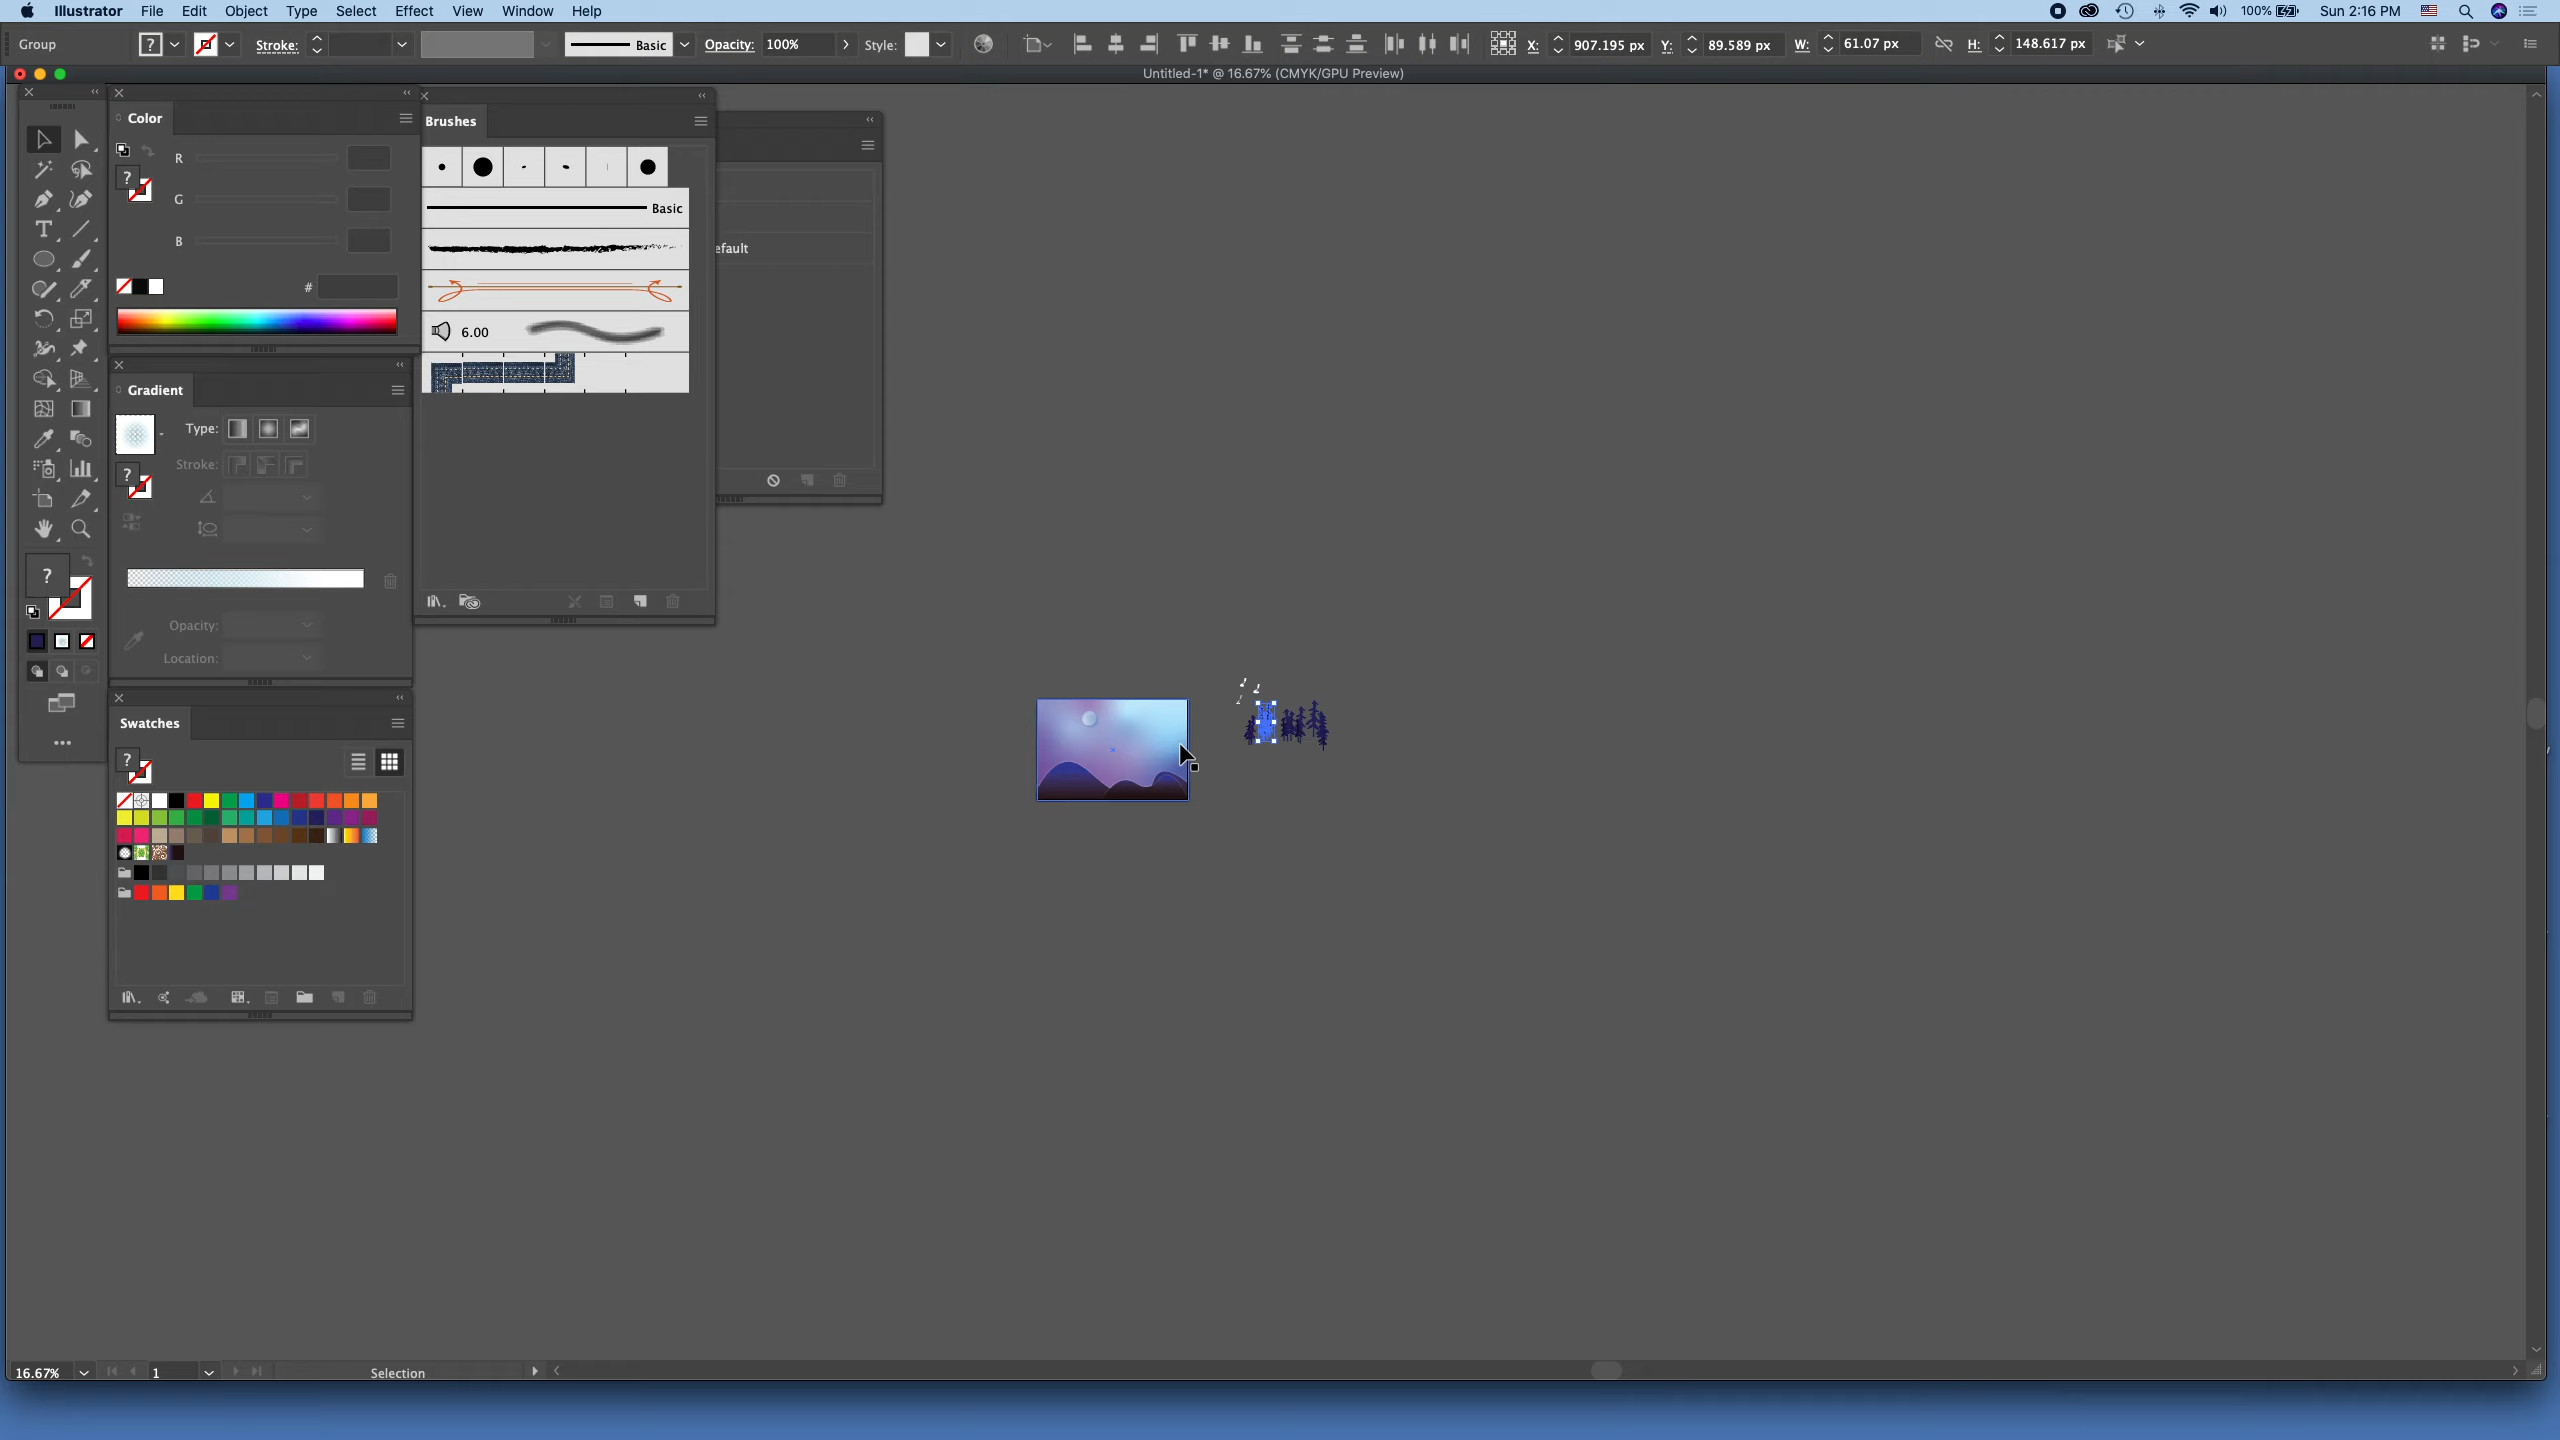 Illustrator File Edit Object Type Select Effect View Window Help 100% Sun 2:16 PM
Group ? Stroke: Basic Opacity: 100% Style: X: 907.195 px Y: 89.589 px W: 61.07 px H: 148.617 px
Untitled-1* @ 16.67% (CMYK/GPU Preview)
Color
R
?
G
B
#
Brushes
Basic
6.00
efault
Gradient
Type:
Stroke:
?
Opacity:
Location:
?
Swatches
?
16.67% 1 Selection